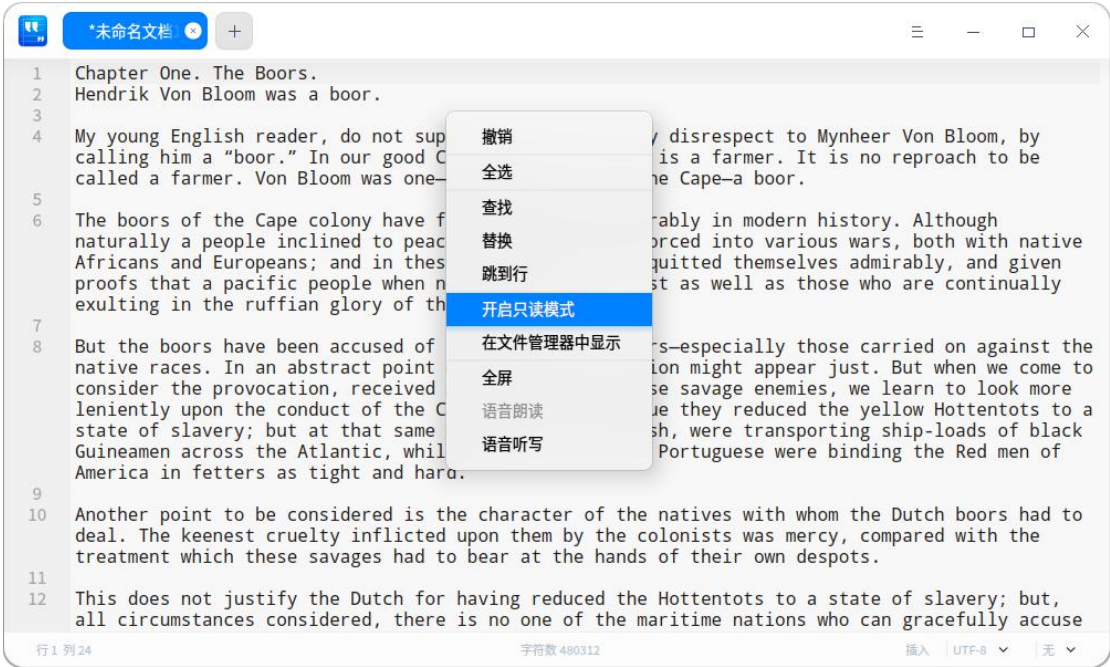 *未命名文档
1 Chapter One. The Boors.
2 Hendrik Von Bloom was a boor.
3
4 My young English reader, do not sup y disrespect to Mynheer Von Bloom, by
calling him a “boor.” In our good C is a farmer. It is no reproach to be
called a farmer. Von Bloom was one— he Cape—a boor.
5
6 The boors of the Cape colony have f rably in modern history. Although
naturally a people inclined to peac orced into various wars, both with native
Africans and Europeans; and in thes quitted themselves admirably, and given
proofs that a pacific people when n st as well as those who are continually
exulting in the ruffian glory of th
7
8 But the boors have been accused of rs—especially those carried on against the
native races. In an abstract point ion might appear just. But when we come to
consider the provocation, received se savage enemies, we learn to look more
leniently upon the conduct of the C ue they reduced the yellow Hottentots to a
state of slavery; but at that same sh, were transporting ship-loads of black
Guineamen across the Atlantic, whil Portuguese were binding the Red men of
America in fetters as tight and hard.
9
10 Another point to be considered is the character of the natives with whom the Dutch boors had to
deal. The keenest cruelty inflicted upon them by the colonists was mercy, compared with the
treatment which these savages had to bear at the hands of their own despots.
11
12 This does not justify the Dutch for having reduced the Hottentots to a state of slavery; but,
all circumstances considered, there is no one of the maritime nations who can gracefully accuse
撤销
全选
查找
替换
跳到行
开启只读模式
在文件管理器中显示
全屏
语音朗读
语音听写
行1 列24 字符数 480312 插入 UTF-8 无